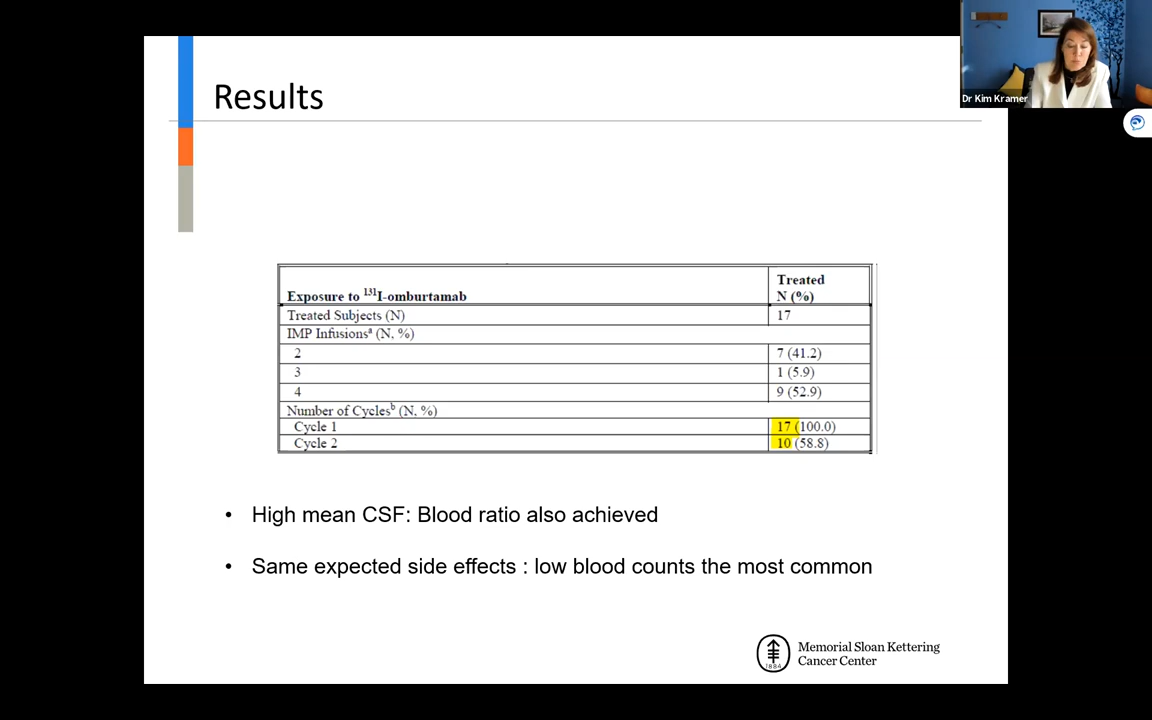 Dr Kim Kramer
Results
Exposure to ¹³¹I-omburtamab
Treated
N (%)
Treated Subjects (N)
17
IMP Infusionsª (N, %)
2
7 (41.2)
3
1 (5.9)
4
9 (52.9)
Number of Cyclesᵇ (N, %)
Cycle 1
17 (100.0)
Cycle 2
10 (58.8)
• High mean CSF: Blood ratio also achieved
• Same expected side effects : low blood counts the most common
1884
Memorial Sloan Kettering
Cancer Center